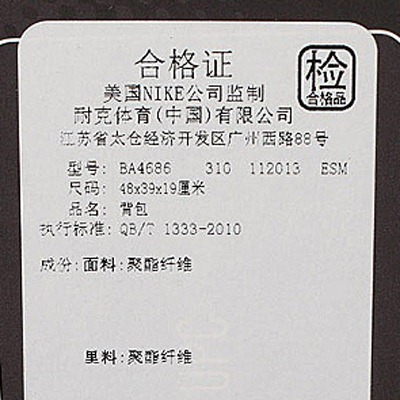 合格证
检
合格品
美国NIKE公司监制
耐克体育(中国)有限公司
江苏省太仓经济开发区广州西路88号
型号: BA4686 310 112013 ESM
尺码: 48x39x19厘米
品名: 背包
执行标准: QB/T 1333-2010
成份: 面料: 聚酯纤维
里料: 聚酯纤维